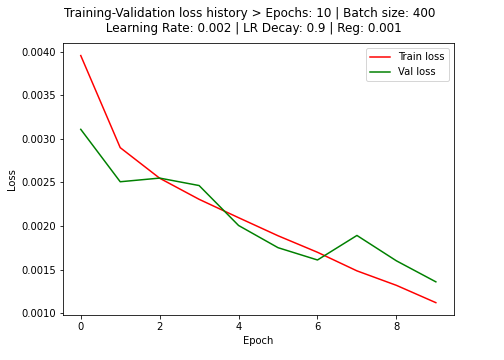 Training-Validation loss history > Epochs: 10 | Batch size: 400
Learning Rate: 0.002 | LR Decay: 0.9 | Reg: 0.001
Train loss
Val loss
0.0040
0.0035
0.0030
0.0025
0.0020
0.0015
0.0010
Loss
0 2 4 6 8
Epoch